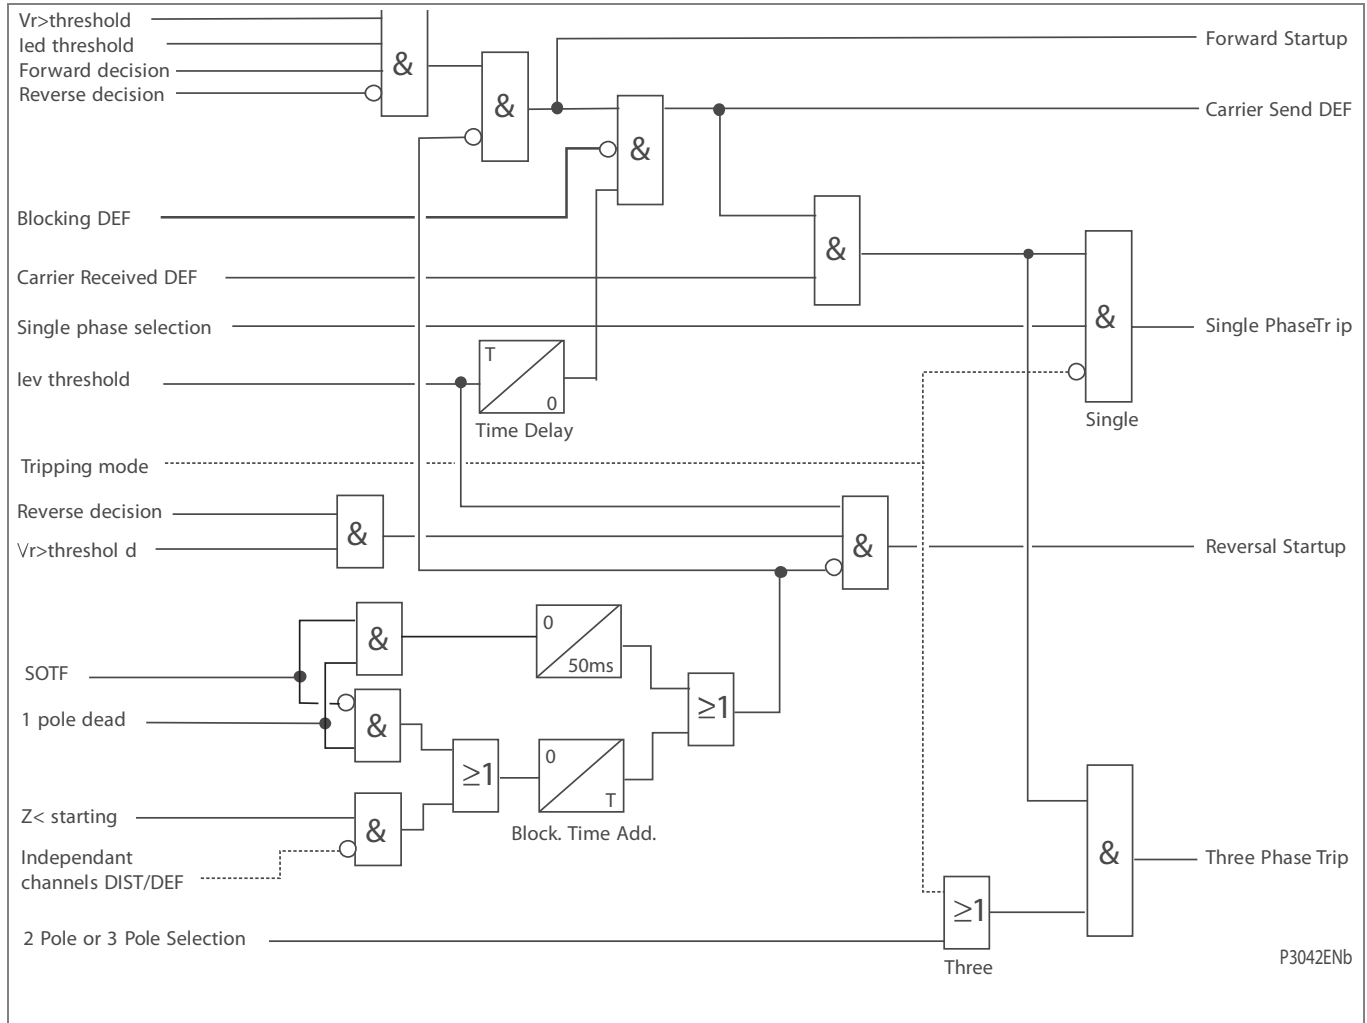 Vr>threshold
Ied threshold
Forward decision
Reverse decision
&
&
&
Forward Startup
Carrier Send DEF
Blocking DEF
Carrier Received DEF
&
Single phase selection
&
Single PhaseTr ip
Single
Iev threshold
T
0
Time Delay
Tripping mode
Reverse decision
Vr>threshol d
&
&
Reversal Startup
SOTF
1 pole dead
&
&
0
50ms
≥1
≥1
0
T
Block. Time Add.
Z< starting
&
Independant
channels DIST/DEF
&
Three Phase Trip
≥1
Three
2 Pole or 3 Pole Selection
P3042ENb